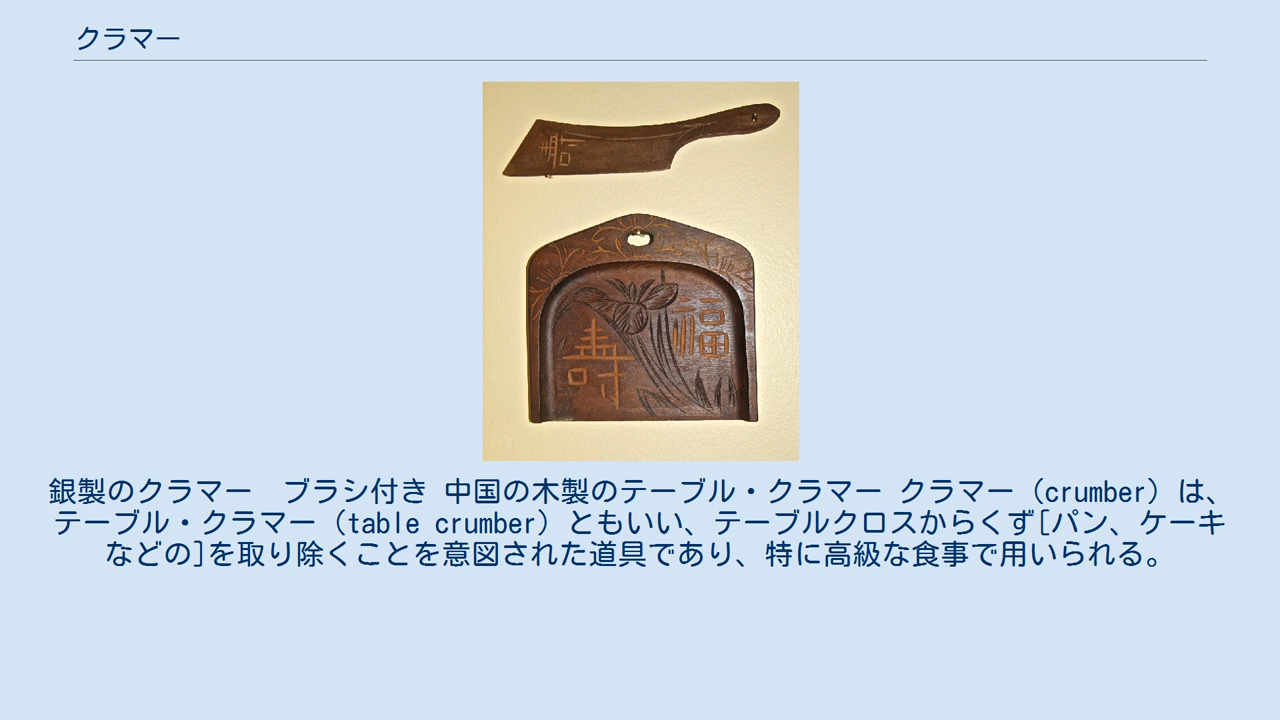 クラマー
寿
福
寿
銀製のクラマー　ブラシ付き 中国の木製のテーブル・クラマー クラマー（crumber）は、
テーブル・クラマー（table crumber）ともいい、テーブルクロスからくず[パン、ケーキ
などの]を取り除くことを意図された道具であり、特に高級な食事で用いられる。